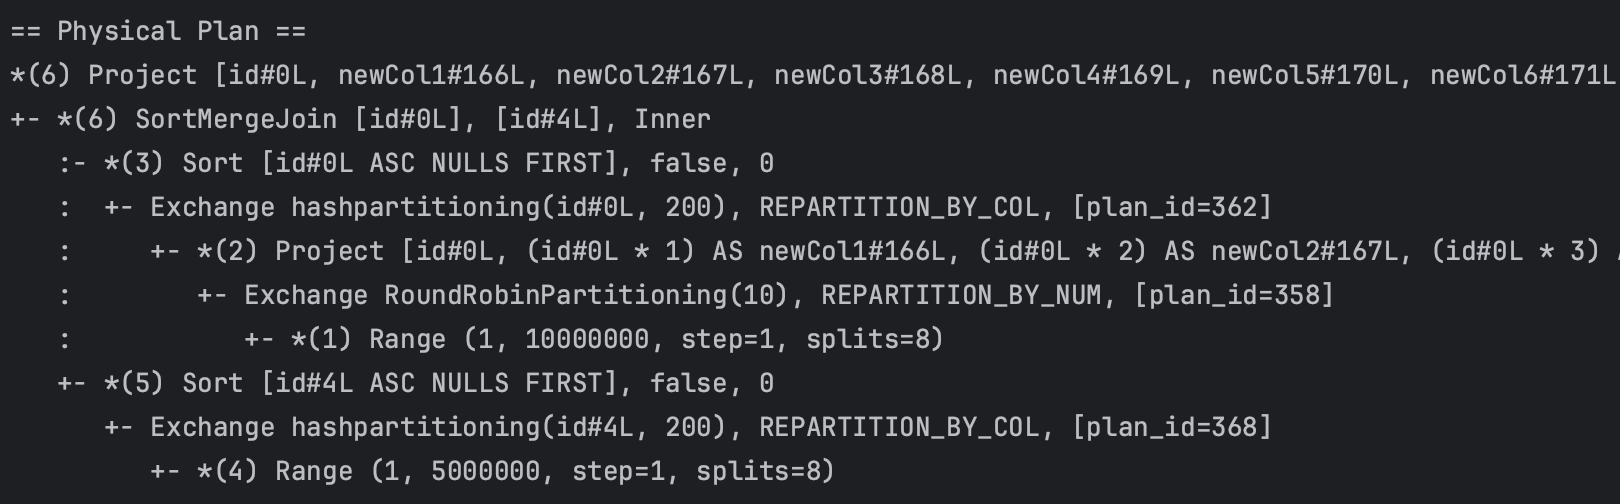 == Physical Plan ==
*(6) Project [id#0L, newCol1#166L, newCol2#167L, newCol3#168L, newCol4#169L, newCol5#170L, newCol6#171L
+- *(6) SortMergeJoin [id#0L], [id#4L], Inner
   :- *(3) Sort [id#0L ASC NULLS FIRST], false, 0
   :  +- Exchange hashpartitioning(id#0L, 200), REPARTITION_BY_COL, [plan_id=362]
   :     +- *(2) Project [id#0L, (id#0L * 1) AS newCol1#166L, (id#0L * 2) AS newCol2#167L, (id#0L * 3)
   :        +- Exchange RoundRobinPartitioning(10), REPARTITION_BY_NUM, [plan_id=358]
   :           +- *(1) Range (1, 10000000, step=1, splits=8)
   +- *(5) Sort [id#4L ASC NULLS FIRST], false, 0
      +- Exchange hashpartitioning(id#4L, 200), REPARTITION_BY_COL, [plan_id=368]
         +- *(4) Range (1, 5000000, step=1, splits=8)